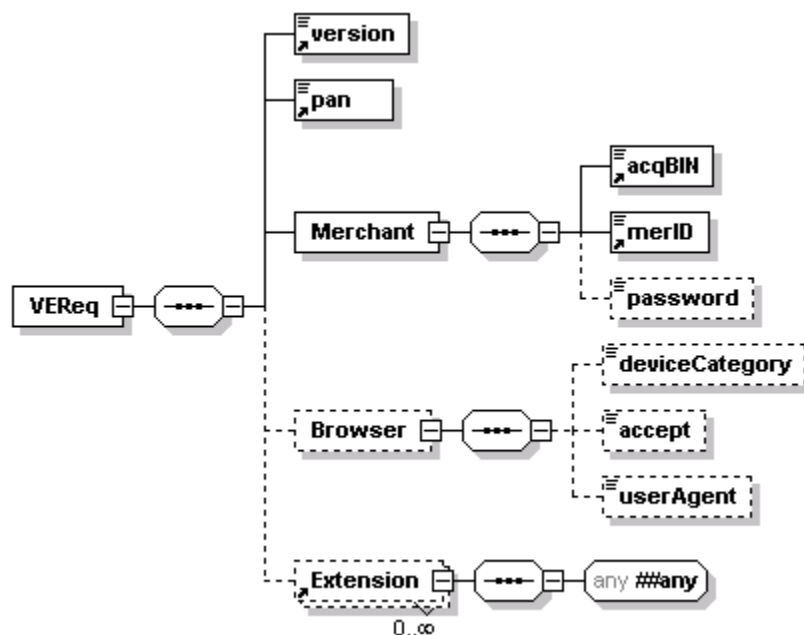 version
pan
acqBIN
Merchant
merID
VEReq
password
deviceCategory
Browser
accept
userAgent
Extension
any ##any
0..∞